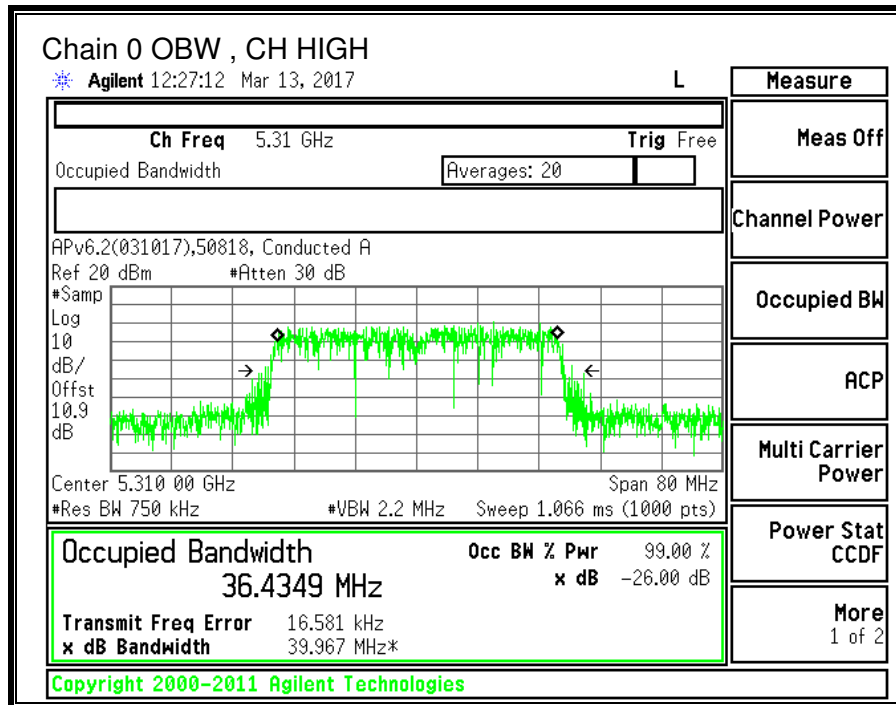 Chain 0 OBW , CH HIGH
Agilent 12:27:12 Mar 13, 2017 L
Measure
Ch Freq 5.31 GHz Trig Free
Meas Off
Occupied Bandwidth Averages: 20
Channel Power
APv6.2(031017),50818, Conducted A
Ref 20 dBm #Atten 30 dB
#Samp
Log
10
dB/
Offst
10.9
dB
Occupied BW
ACP
Multi Carrier
Power
Center 5.310 00 GHz Span 80 MHz
#Res BW 750 kHz #VBW 2.2 MHz Sweep 1.066 ms (1000 pts)
Power Stat
CCDF
Occupied Bandwidth Occ BW % Pwr 99.00 %
36.4349 MHz x dB -26.00 dB
Transmit Freq Error 16.581 kHz
x dB Bandwidth 39.967 MHz*
More
1 of 2
Copyright 2000-2011 Agilent Technologies